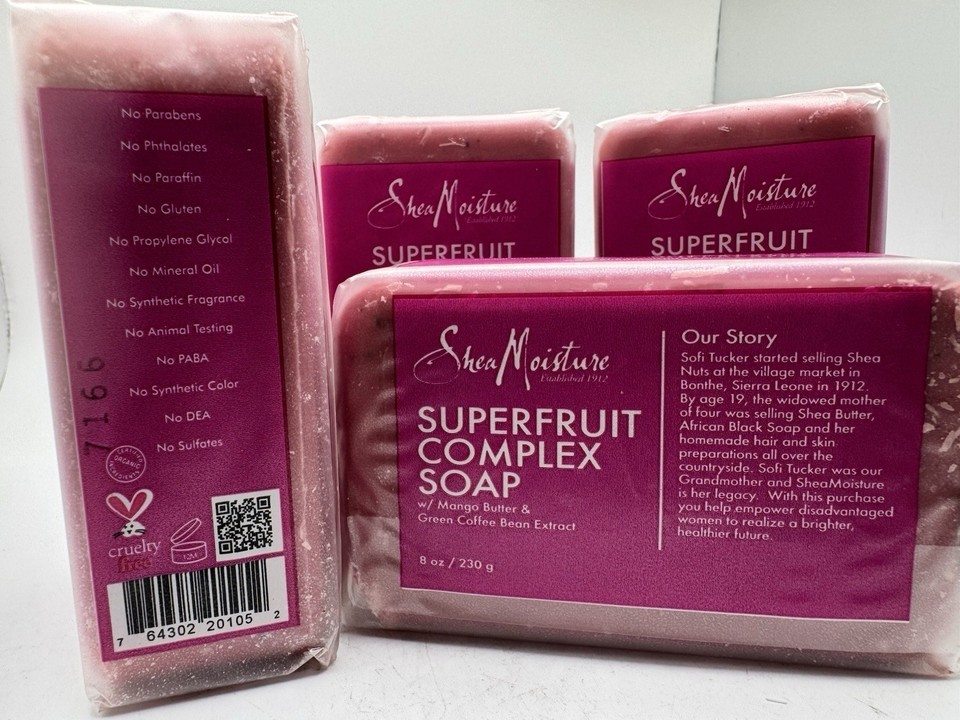 No Parabens
No Phthalates
No Paraffin
No Gluten
No Propylene Glycol
No Mineral Oil
No Synthetic Fragrance
No Animal Testing
No PABA
No Synthetic Color
No DEA
No Sulfates
7166
CERTIFIED ORGANIC INGREDIENTS
cruelty
free
12M
7 64302 20105 2
SheaMoisture
Established 1912
SUPERFRUIT
SheaMoisture
Established 1912
SUPERFRUIT
SheaMoisture
Established 1912
SUPERFRUIT
COMPLEX
SOAP
w/ Mango Butter &
Green Coffee Bean Extract
8 oz / 230 g
Our Story
Sofi Tucker started selling Shea
Nuts at the village market in
Bonthe, Sierra Leone in 1912.
By age 19, the widowed mother
of four was selling Shea Butter,
African Black Soap and her
homemade hair and skin
preparations all over the
countryside. Sofi Tucker was our
Grandmother and SheaMoisture
is her legacy. With this purchase
you help empower disadvantaged
women to realize a brighter,
healthier future.